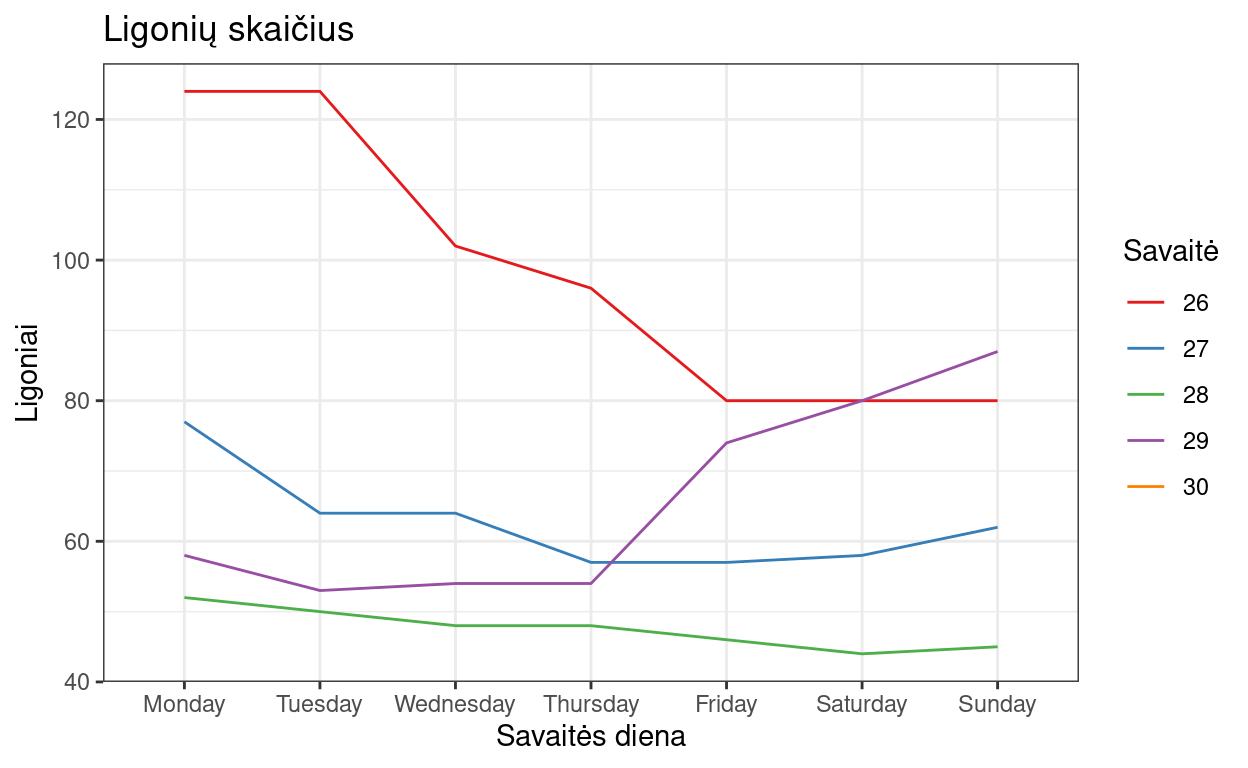 Ligonių skaičius
120
100
80
60
40
Ligoniai
Monday Tuesday Wednesday Thursday Friday Saturday Sunday
Savaitės diena
Savaitė
26
27
28
29
30